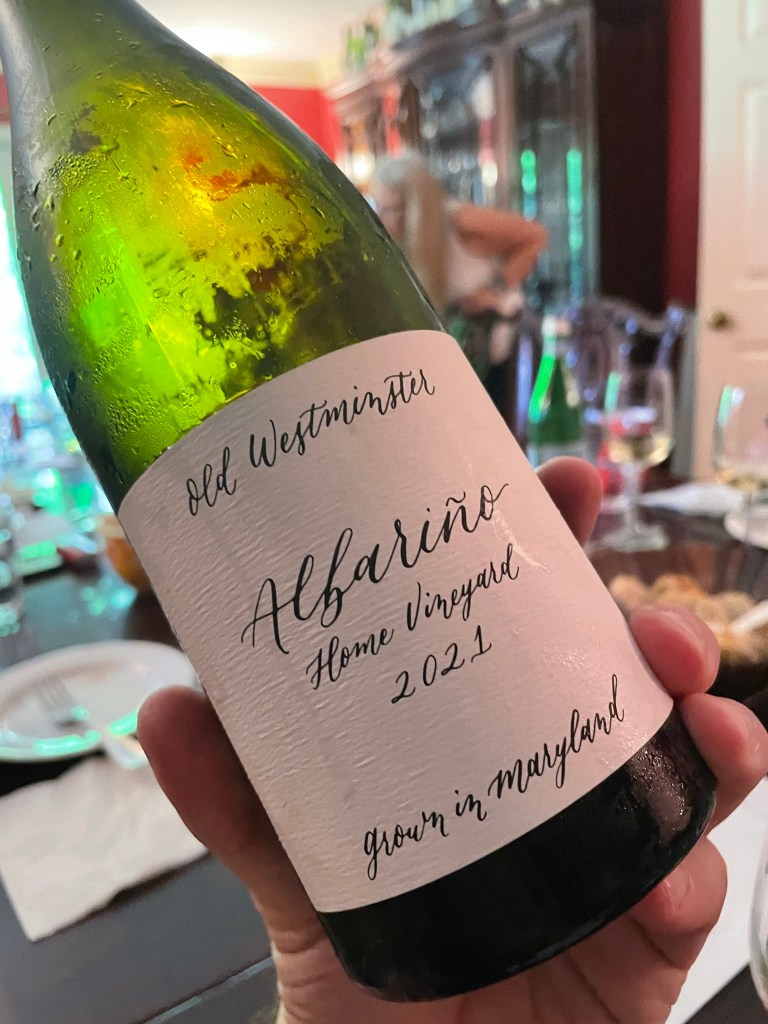 Old Westminster
Albariño
Home Vineyard
2021
grown in maryland